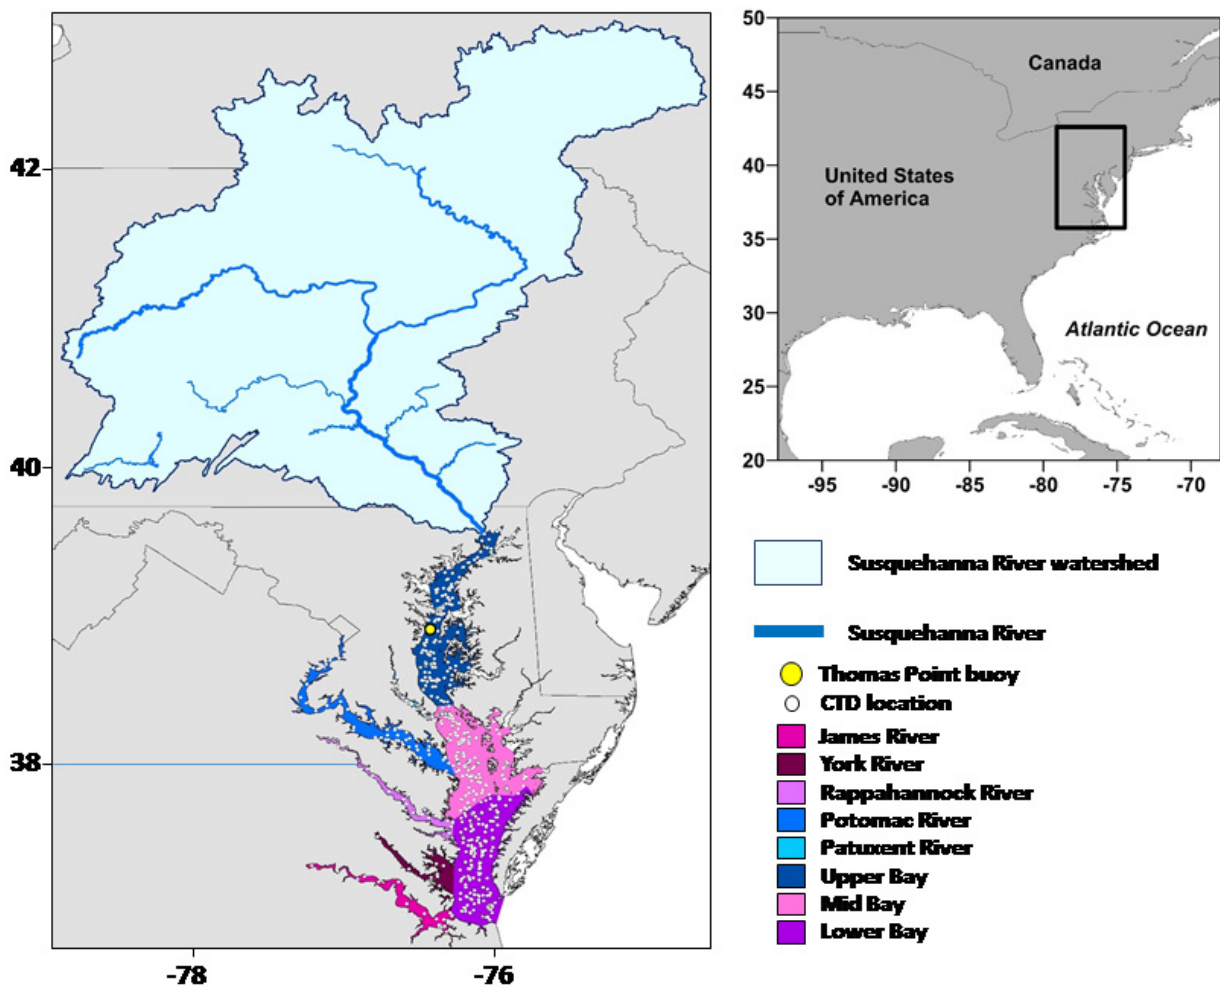 42
40
38
-78
-76
50
45
40
35
30
25
20
-95
-90
-85
-80
-75
-70
Canada
United States
of America
Atlantic Ocean
Susquehanna River watershed
Susquehanna River
Thomas Point buoy
CTD location
James River
York River
Rappahannock River
Potomac River
Patuxent River
Upper Bay
Mid Bay
Lower Bay